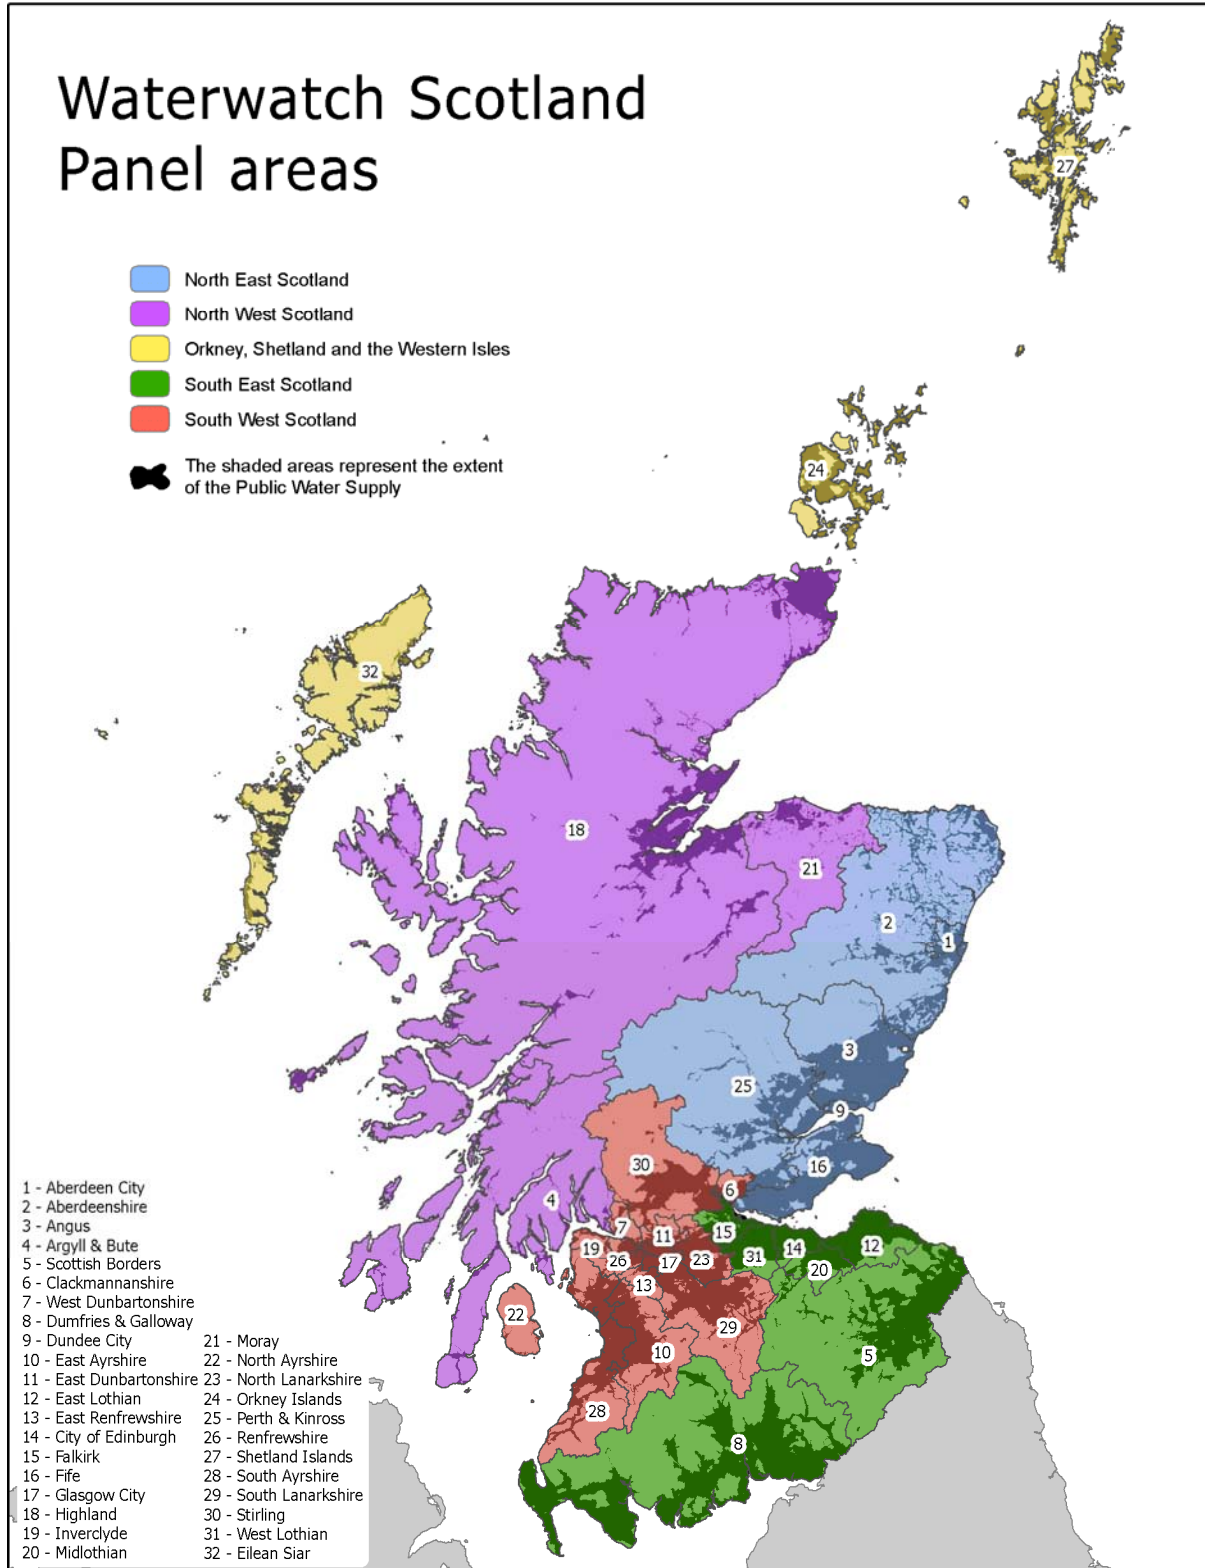 Waterwatch Scotland
Panel areas
North East Scotland
North West Scotland
Orkney, Shetland and the Western Isles
South East Scotland
South West Scotland
The shaded areas represent the extent
of the Public Water Supply
27
24
32
18
21
2
1
3
25
9
16
30
6
4
7
15
11
12
19
14
31
26
17
23
20
13
22
29
10
5
28
8
1 - Aberdeen City
2 - Aberdeenshire
3 - Angus
4 - Argyll & Bute
5 - Scottish Borders
6 - Clackmannanshire
7 - West Dunbartonshire
8 - Dumfries & Galloway
9 - Dundee City
10 - East Ayrshire
11 - East Dunbartonshire
12 - East Lothian
13 - East Renfrewshire
14 - City of Edinburgh
15 - Falkirk
16 - Fife
17 - Glasgow City
18 - Highland
19 - Inverclyde
20 - Midlothian
21 - Moray
22 - North Ayrshire
23 - North Lanarkshire
24 - Orkney Islands
25 - Perth & Kinross
26 - Renfrewshire
27 - Shetland Islands
28 - South Ayrshire
29 - South Lanarkshire
30 - Stirling
31 - West Lothian
32 - Eilean Siar